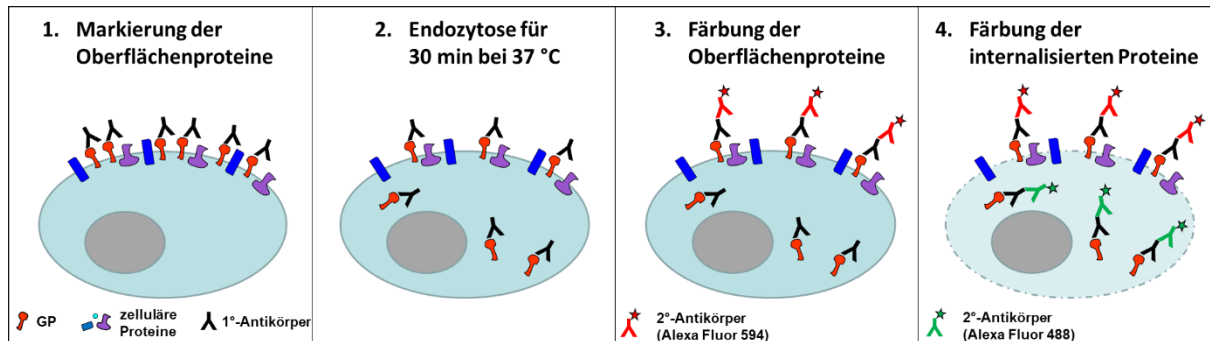 1. Markierung der
Oberflächenproteine
2. Endozytose für
30 min bei 37 °C
3. Färbung der
Oberflächenproteine
4. Färbung der
internalisierten Proteine
GP
zelluläre
Proteine
1°-Antikörper
2°-Antikörper
(Alexa Fluor 594)
2°-Antikörper
(Alexa Fluor 488)